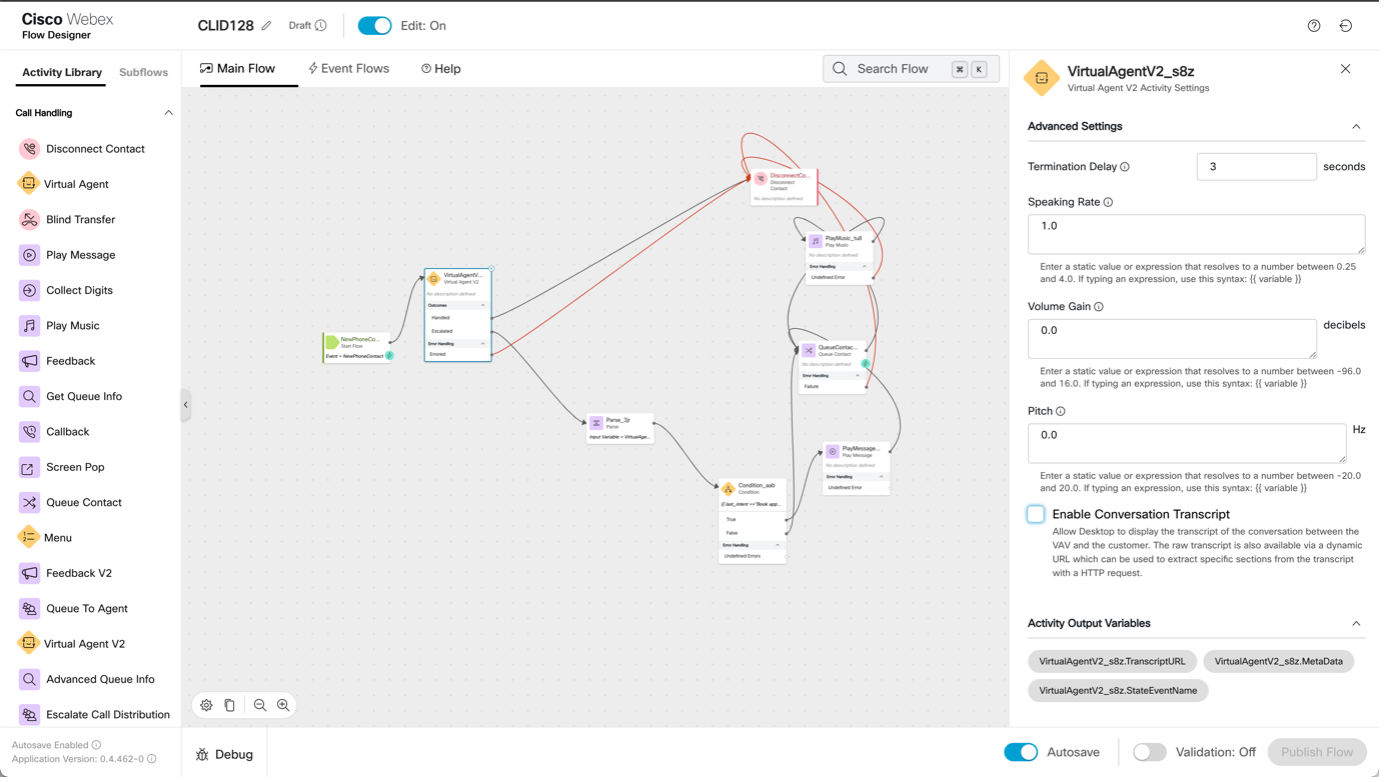 Cisco Webex
Flow Designer
CLID128
Draft
Edit: On
Activity Library
Subflows
Main Flow
Event Flows
Help
Search Flow
⌘
K
Call Handling
Disconnect Contact
Virtual Agent
Blind Transfer
Play Message
Collect Digits
Play Music
Feedback
Get Queue Info
Callback
Screen Pop
Queue Contact
Menu
Feedback V2
Queue To Agent
Virtual Agent V2
Advanced Queue Info
Escalate Call Distribution
Autosave Enabled
Application Version: 0.4.462-0
NewPhoneCo...
Start Flow
Event = NewPhoneContact
VirtualAgentV...
Virtual Agent V2
No description defined
Outcomes
Handled
Escalated
Error Handling
Errored
DisconnectCo...
Disconnect
Contact
No description defined
PlayMusic_tu8
Play Music
No description defined
Error Handling
Undefined Error
QueueContac...
Queue Contact
No description defined
Error Handling
Failure
Parse
Input Variable = VirtualAge...
PlayMessage...
Play Message
No description defined
Error Handling
Undefined Error
Condition_aab
Condition
True
False
Error Handling
Undefined Errors
Debug
VirtualAgentV2_s8z
Virtual Agent V2 Activity Settings
Advanced Settings
Termination Delay
3
seconds
Speaking Rate
1.0
Enter a static value or expression that resolves to a number between 0.25
and 4.0. If typing an expression, use this syntax: {{ variable }}
Volume Gain
0.0
decibels
Enter a static value or expression that resolves to a number between -96.0
and 16.0. If typing an expression, use this syntax: {{ variable }}
Pitch
0.0
Hz
Enter a static value or expression that resolves to a number between -20.0
and 20.0. If typing an expression, use this syntax: {{ variable }}
Enable Conversation Transcript
Allow Desktop to display the transcript of the conversation between the
VAV and the customer. The raw transcript is also available via a dynamic
URL which can be used to extract specific sections from the transcript
with a HTTP request.
Activity Output Variables
VirtualAgentV2_s8z.TranscriptURL
VirtualAgentV2_s8z.MetaData
VirtualAgentV2_s8z.StateEventName
Autosave
Validation: Off
Publish Flow